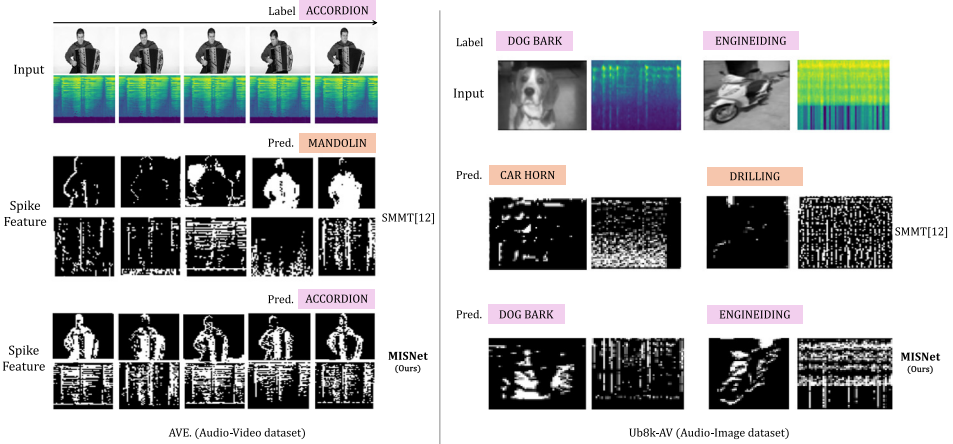 Label ACCORDION
Input
Pred. MANDOLIN
Spike
Feature
SMMT[12]
Pred. ACCORDION
Spike
Feature
MISNet
(Ours)
AVE. (Audio-Video dataset)
Label DOG BARK ENGINEIDING
Input
Pred. CAR HORN DRILLING
SMMT[12]
Pred. DOG BARK ENGINEIDING
MISNet
(Ours)
Ub8k-AV (Audio-Image dataset)